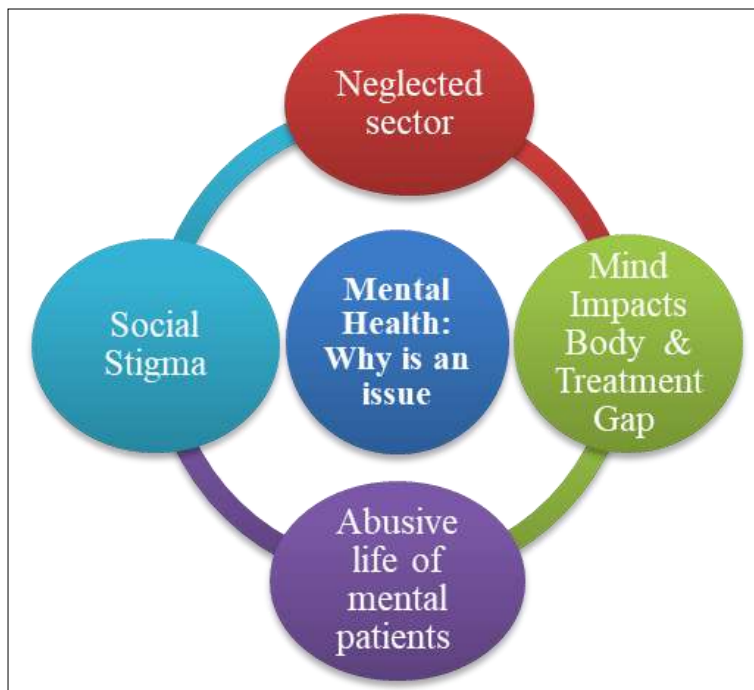 Neglected
sector
Mind
Impacts
Body &
Treatment
Gap
Mental
Health:
Why is an
issue
Social
Stigma
Abusive
life of
mental
patients